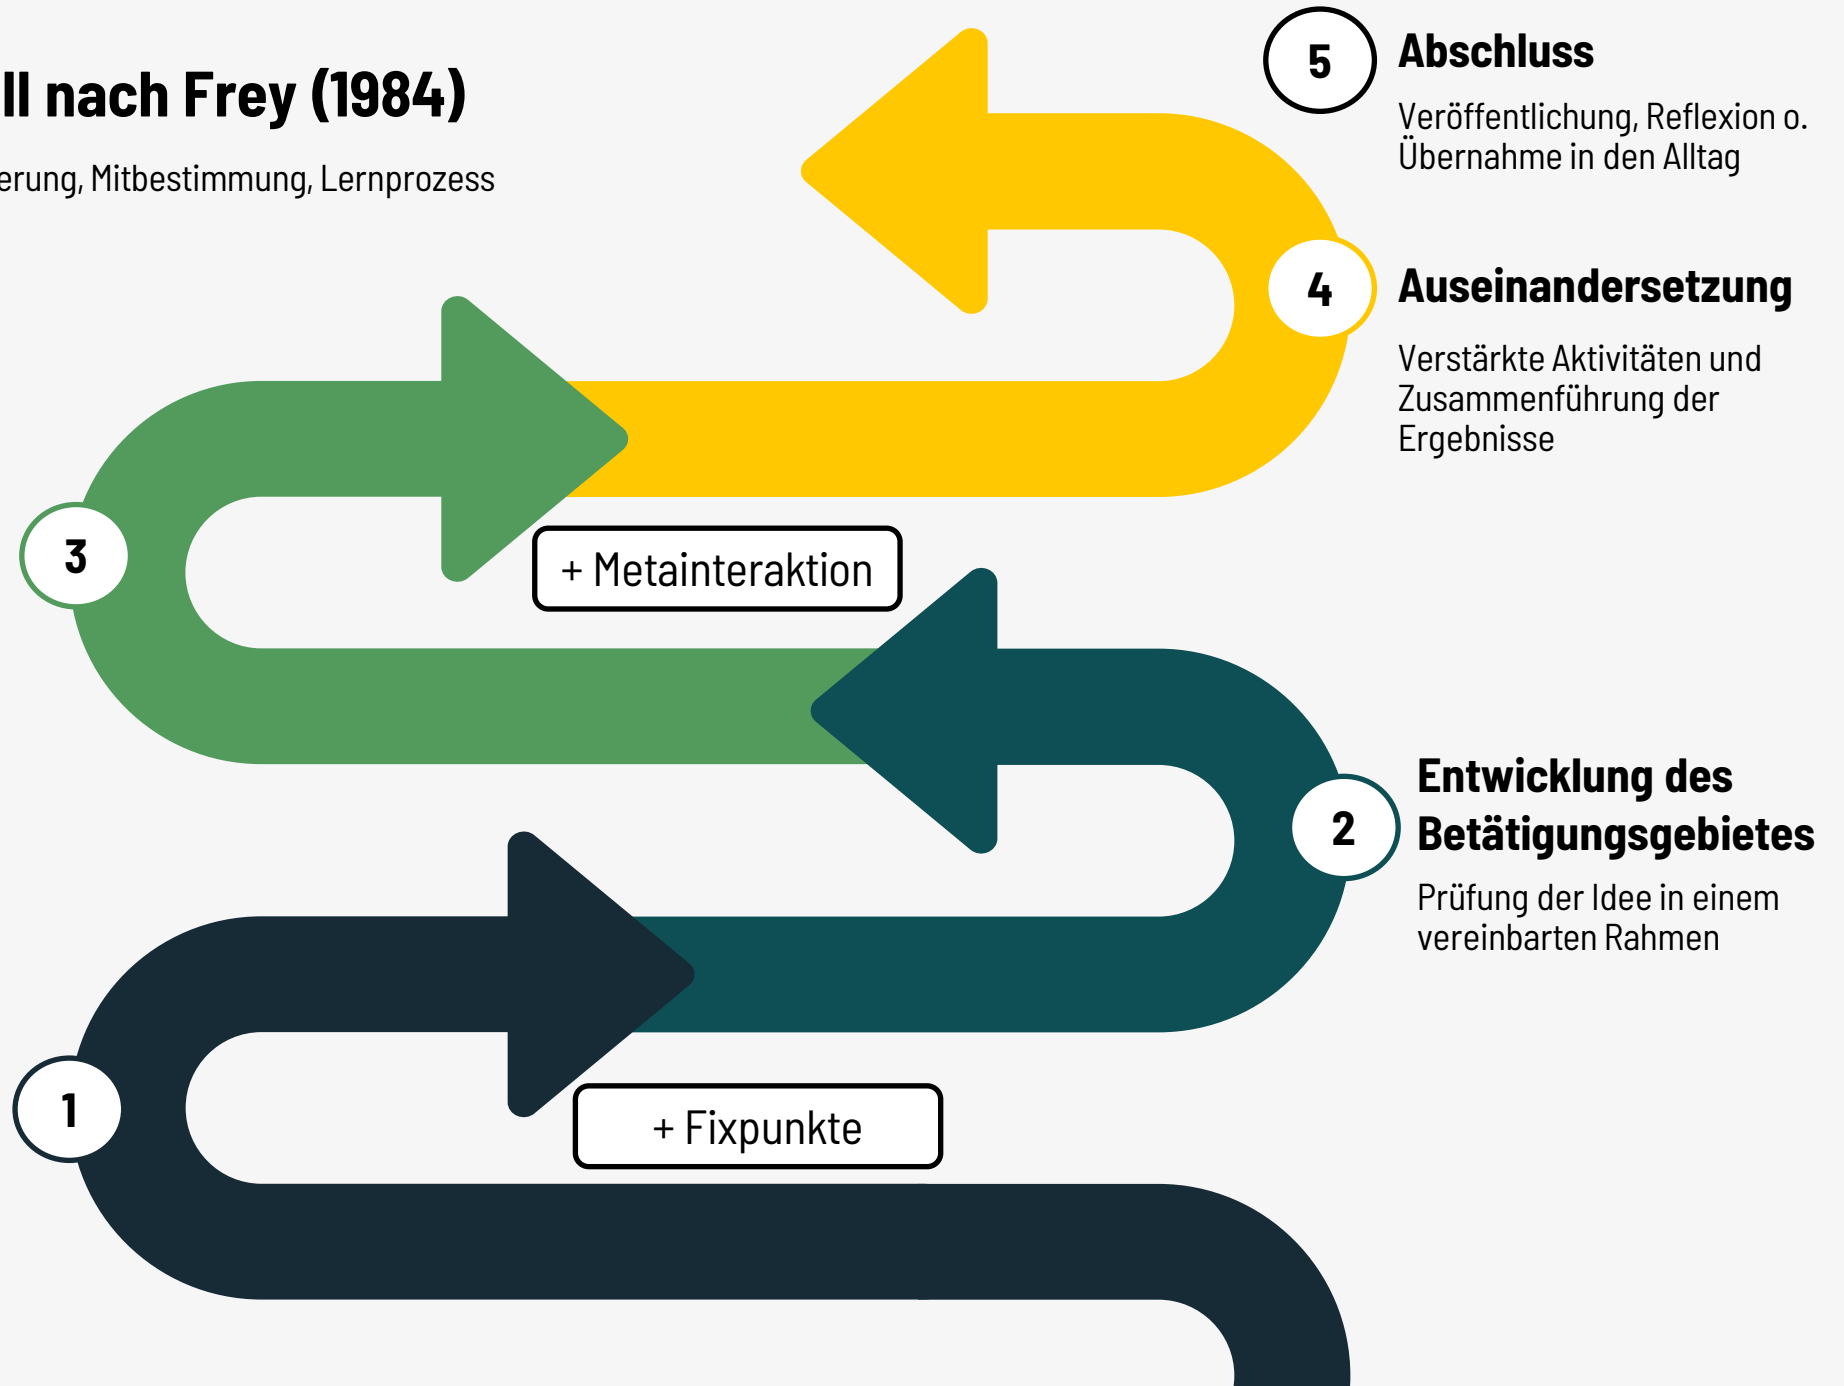 ll nach Frey (1984)
erung, Mitbestimmung, Lernprozess
5
Abschluss
Veröffentlichung, Reflexion o.
Übernahme in den Alltag
4
Auseinandersetzung
Verstärkte Aktivitäten und
Zusammenführung der
Ergebnisse
3
+ Metainteraktion
2
Entwicklung des
Betätigungsgebietes
Prüfung der Idee in einem
vereinbarten Rahmen
1
+ Fixpunkte